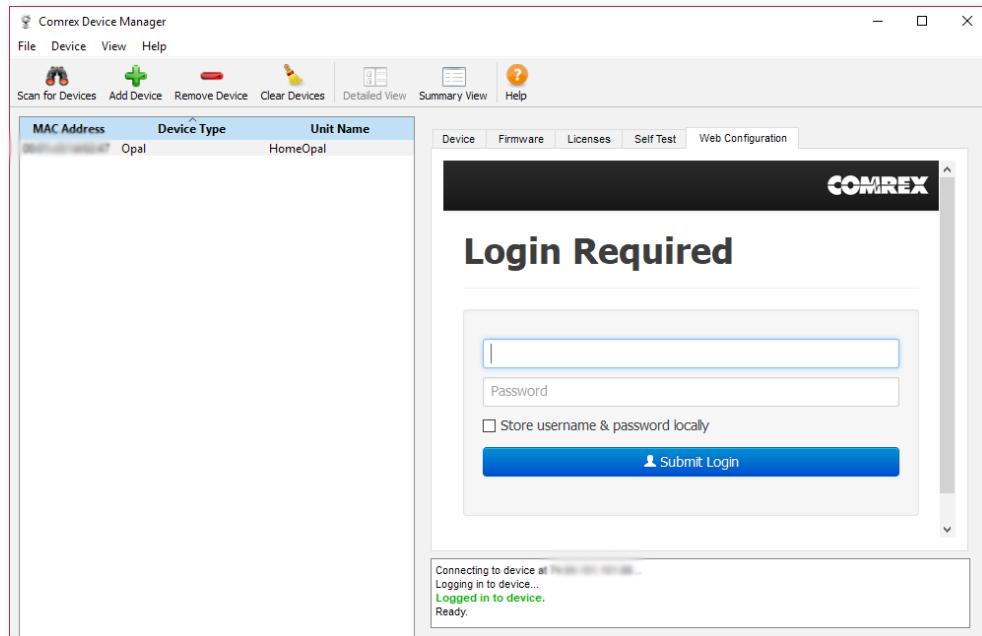 Comrex Device Manager
File Device View Help
Scan for Devices Add Device Remove Device Clear Devices Detailed View Summary View Help
MAC Address Device Type Unit Name
Opal HomeOpal
Device Firmware Licenses Self Test Web Configuration
COMREX
Login Required
Password
Store username & password locally
Submit Login
Connecting to device at
Logging in to device...
Logged in to device.
Ready.